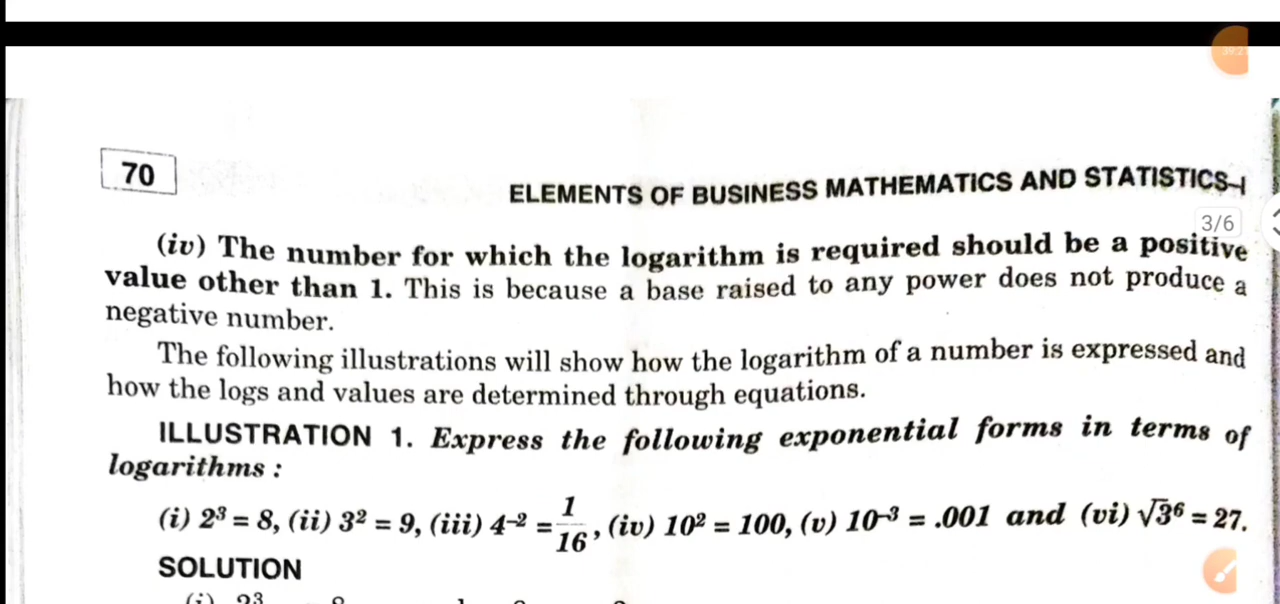 39:2
70
ELEMENTS OF BUSINESS MATHEMATICS AND STATISTICS-I
3/6
(iv) The number for which the logarithm is required should be a positive
value other than 1. This is because a base raised to any power does not produce a
negative number.
The following illustrations will show how the logarithm of a number is expressed and
how the logs and values are determined through equations.
ILLUSTRATION 1. Express the following exponential forms in terms of
logarithms :
(i) 2³ = 8, (ii) 3² = 9, (iii) 4⁻² = 1/16, (iv) 10² = 100, (v) 10⁻³ = .001 and (vi) √3⁶ = 27.
SOLUTION